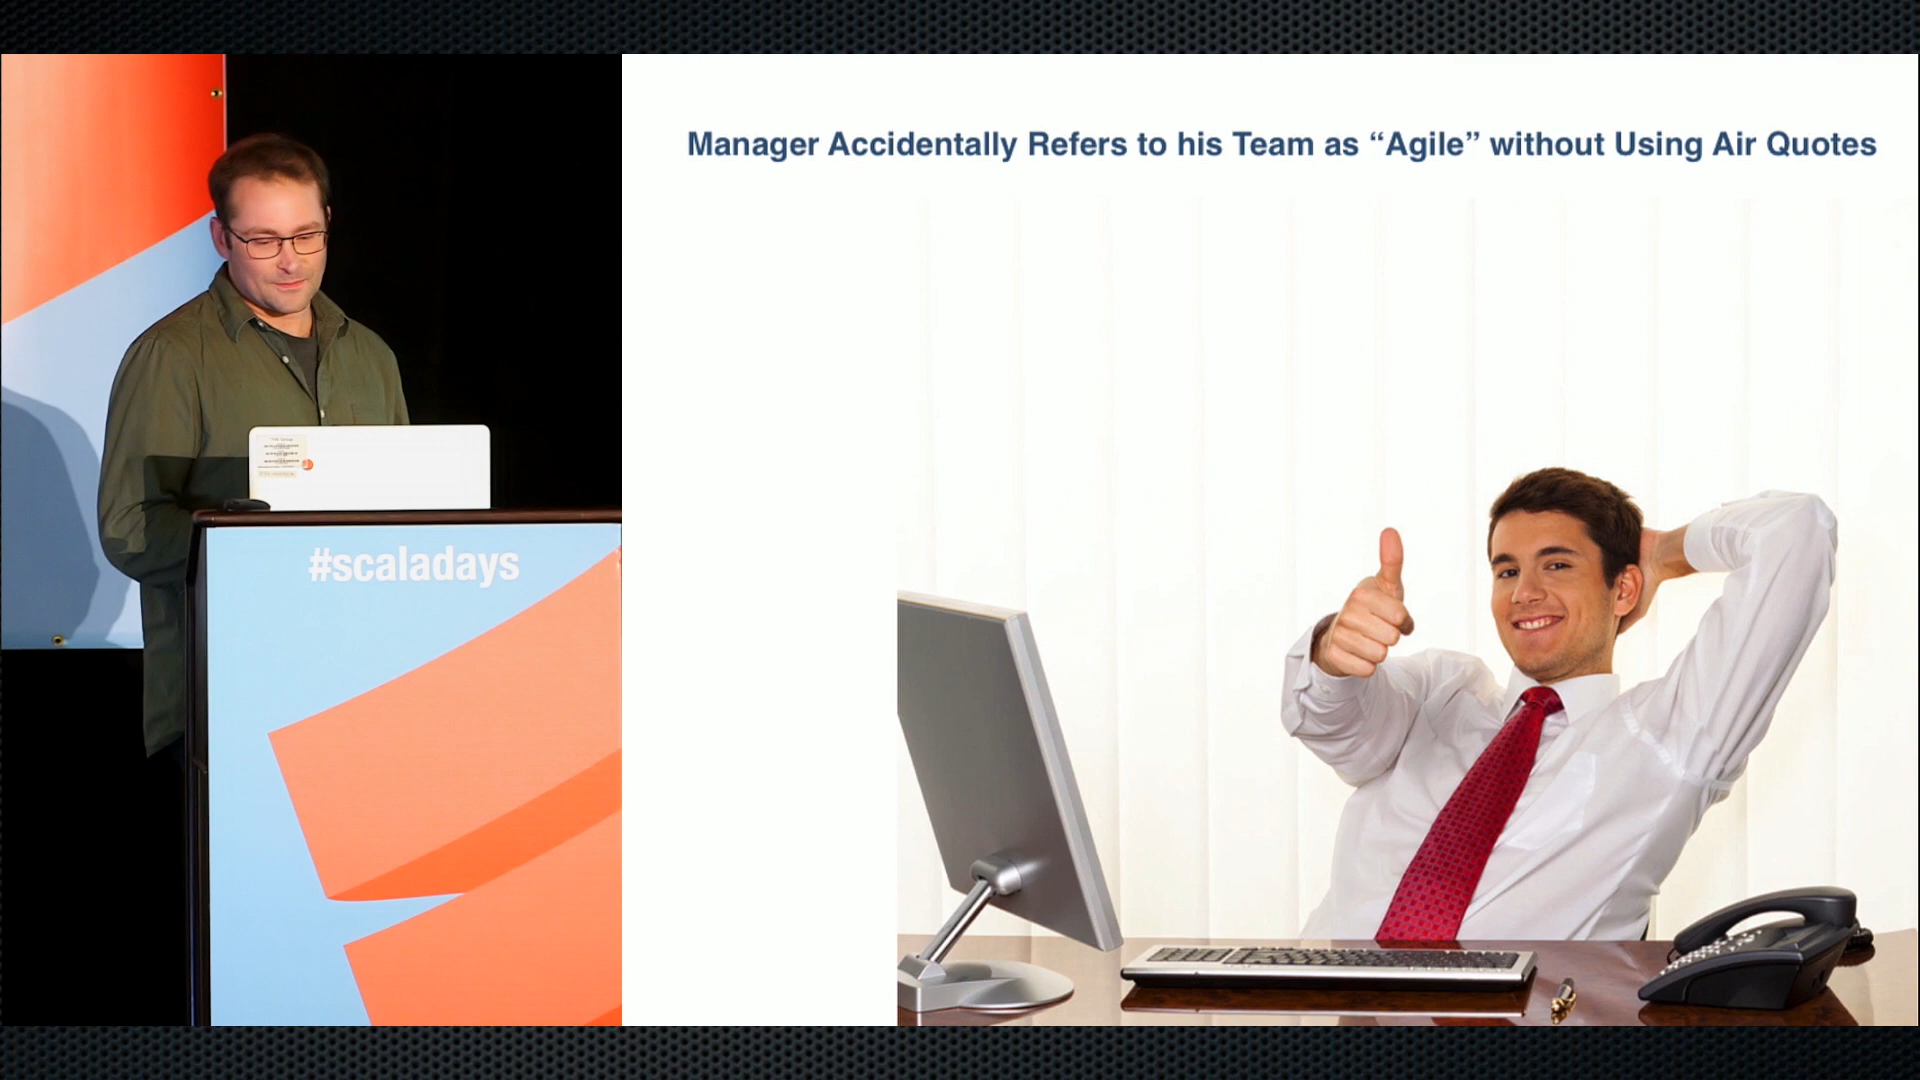 Manager Accidentally Refers to his Team as “Agile” without Using Air Quotes
#scaladays